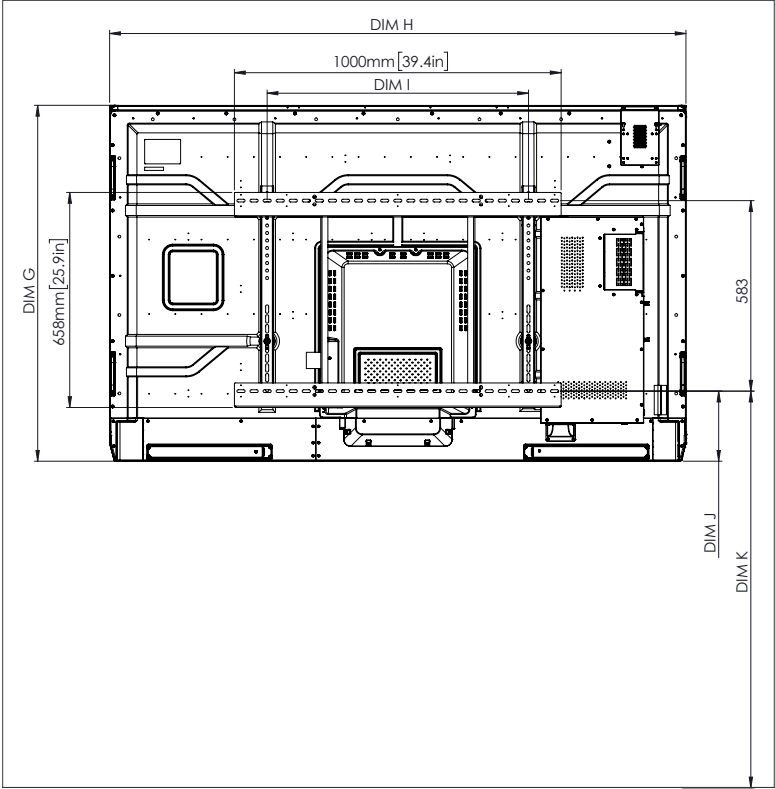 DIM H
1000mm[39.4in]
DIM I
DIM G
658mm[25.9in]
583
DIM J
DIM K